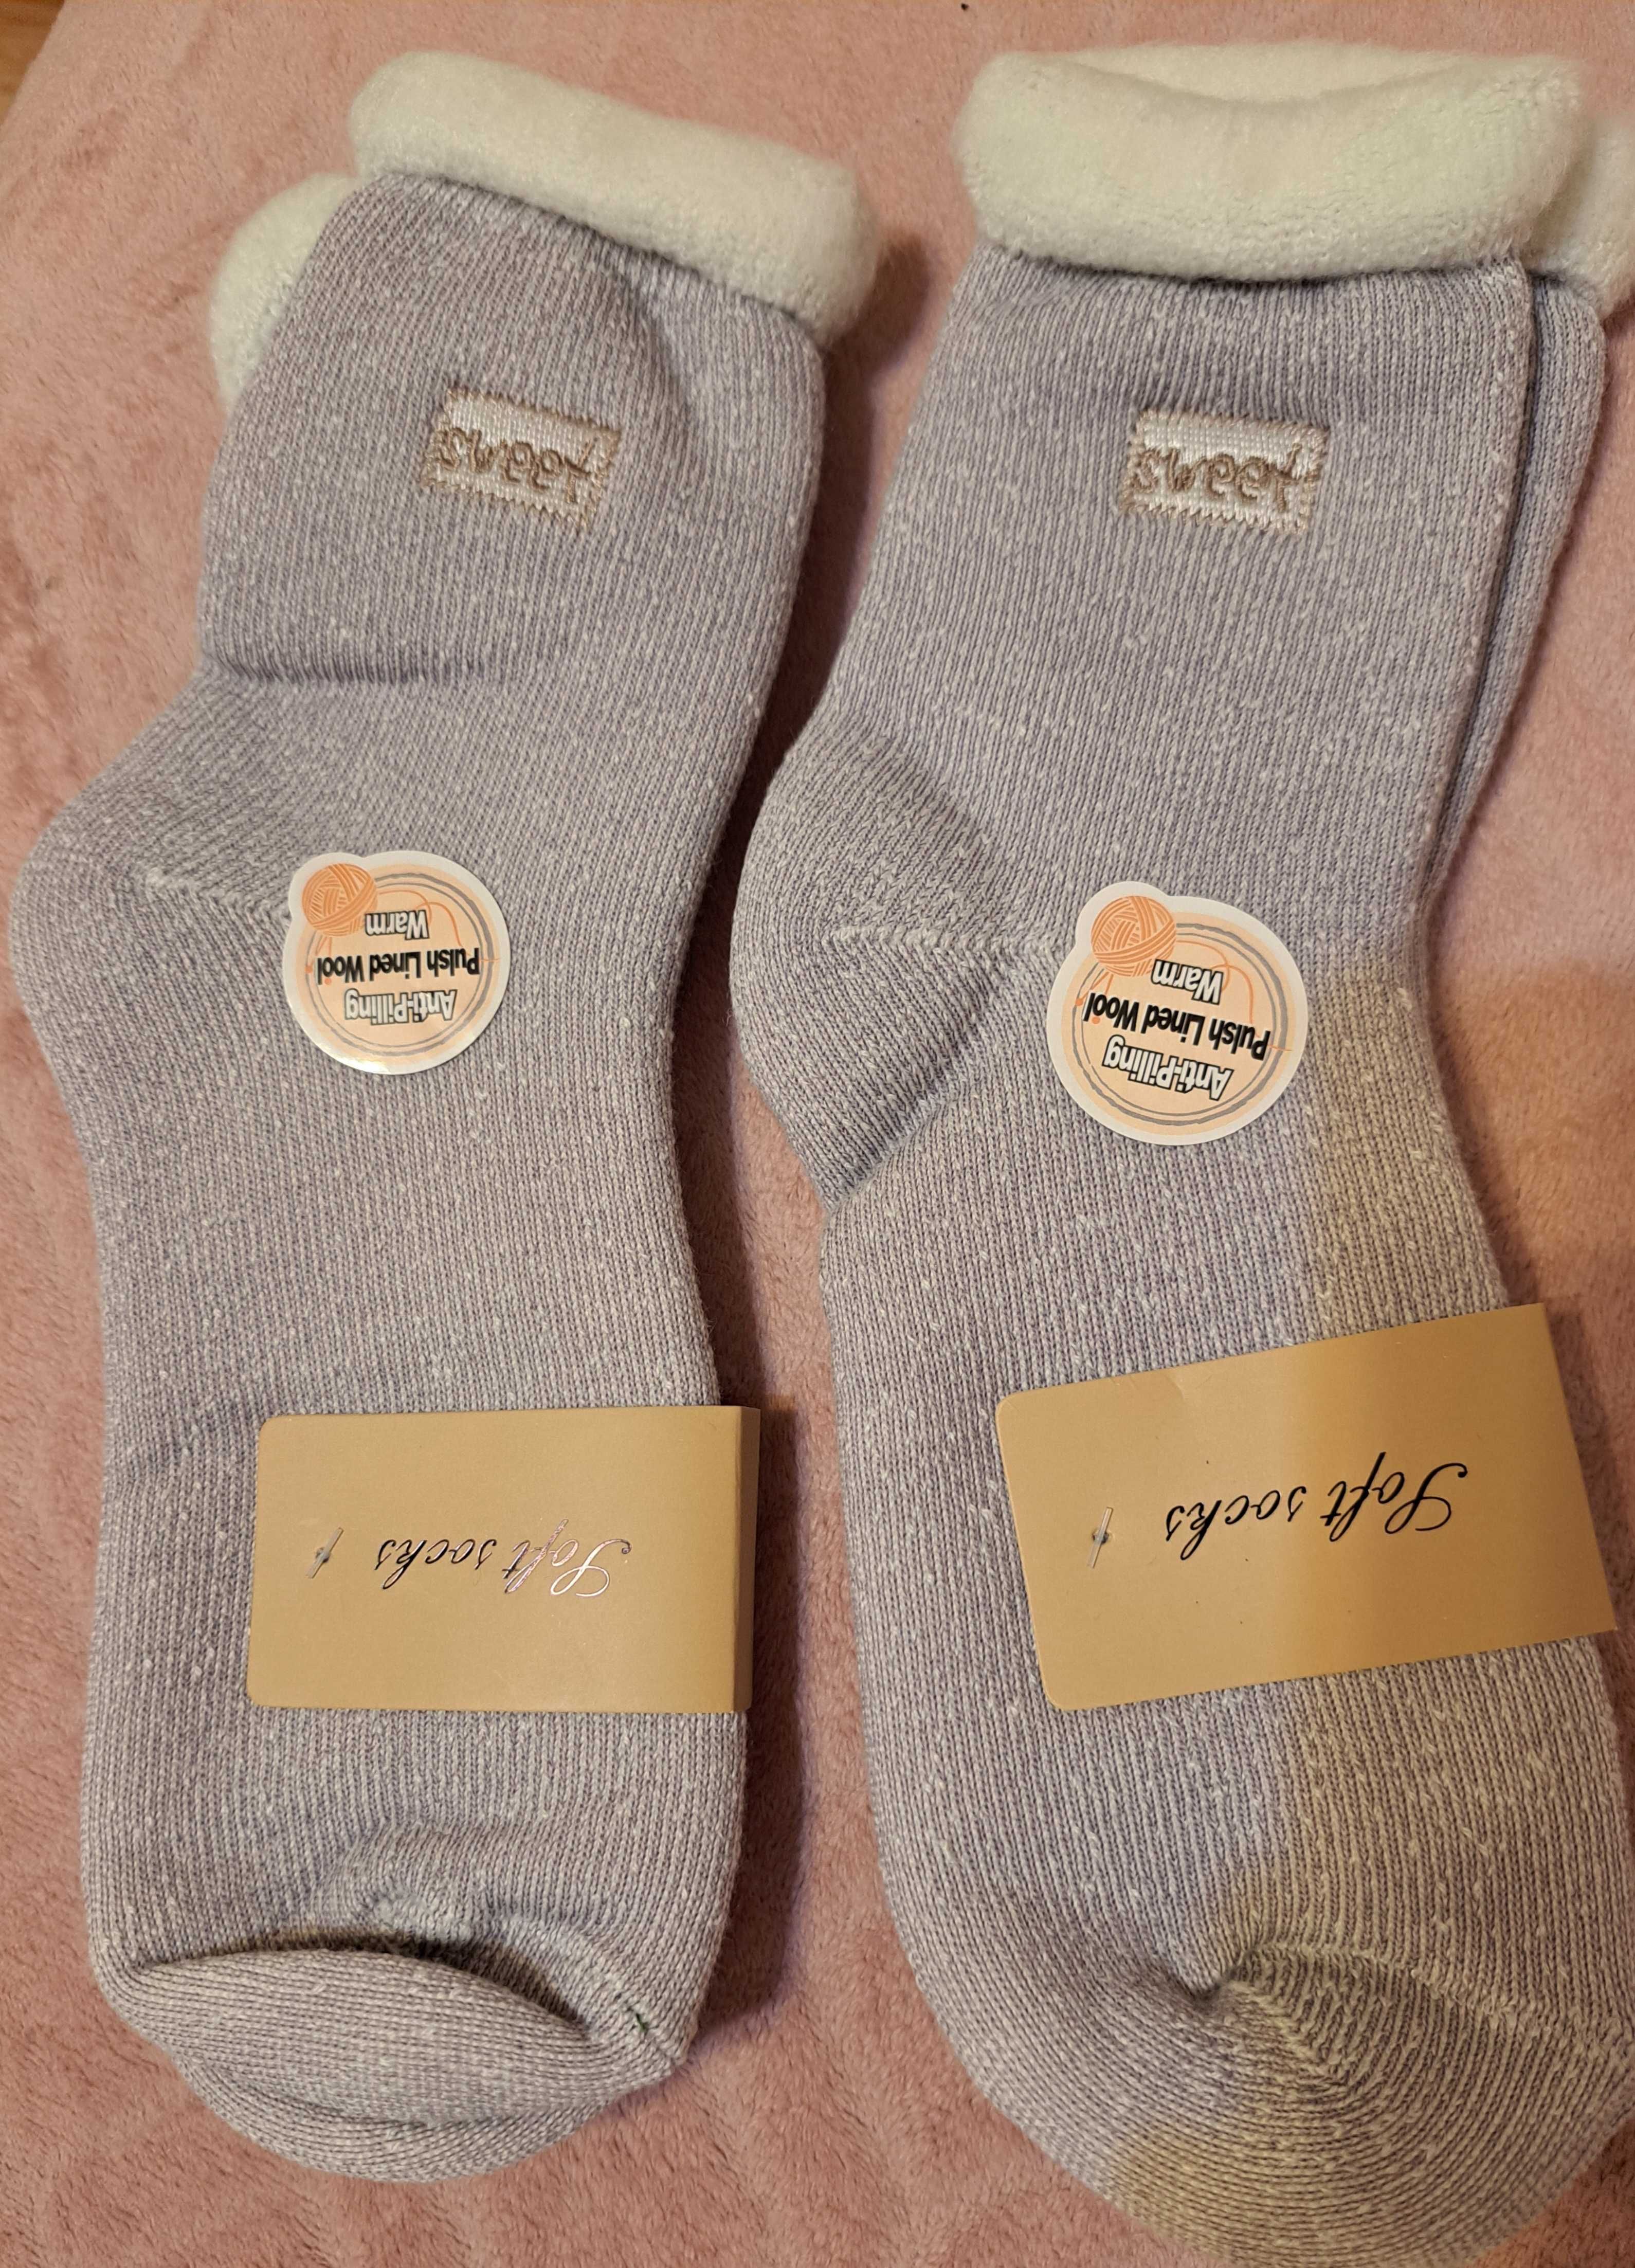 Soft socks
Anti-Pilling
Pulsh Lined Wool
Warm
sweet
Soft socks
Anti-Pilling
Pulsh Lined Wool
Warm
sweet